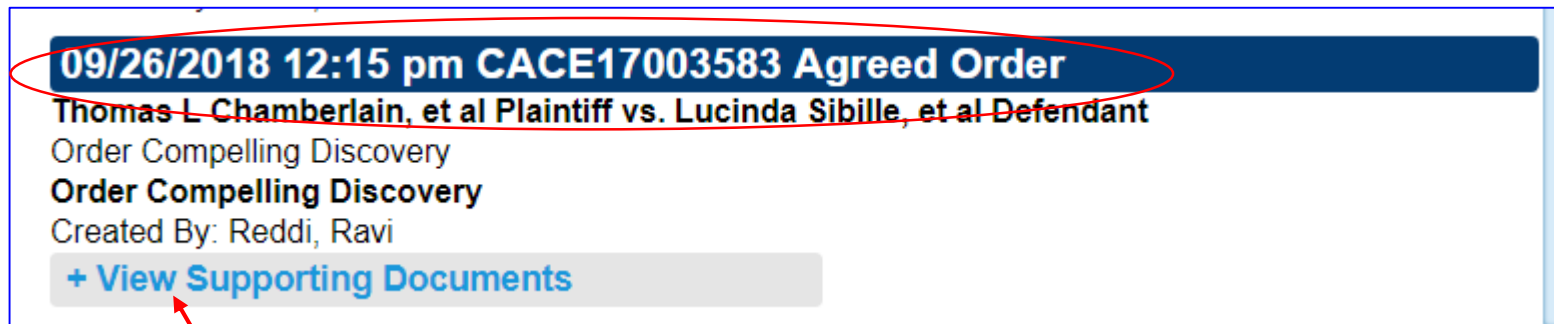 09/26/2018 12:15 pm CACE17003583 Agreed Order
Thomas L Chamberlain, et al Plaintiff vs. Lucinda Sibille, et al Defendant
Order Compelling Discovery
Order Compelling Discovery
Created By: Reddi, Ravi
+ View Supporting Documents